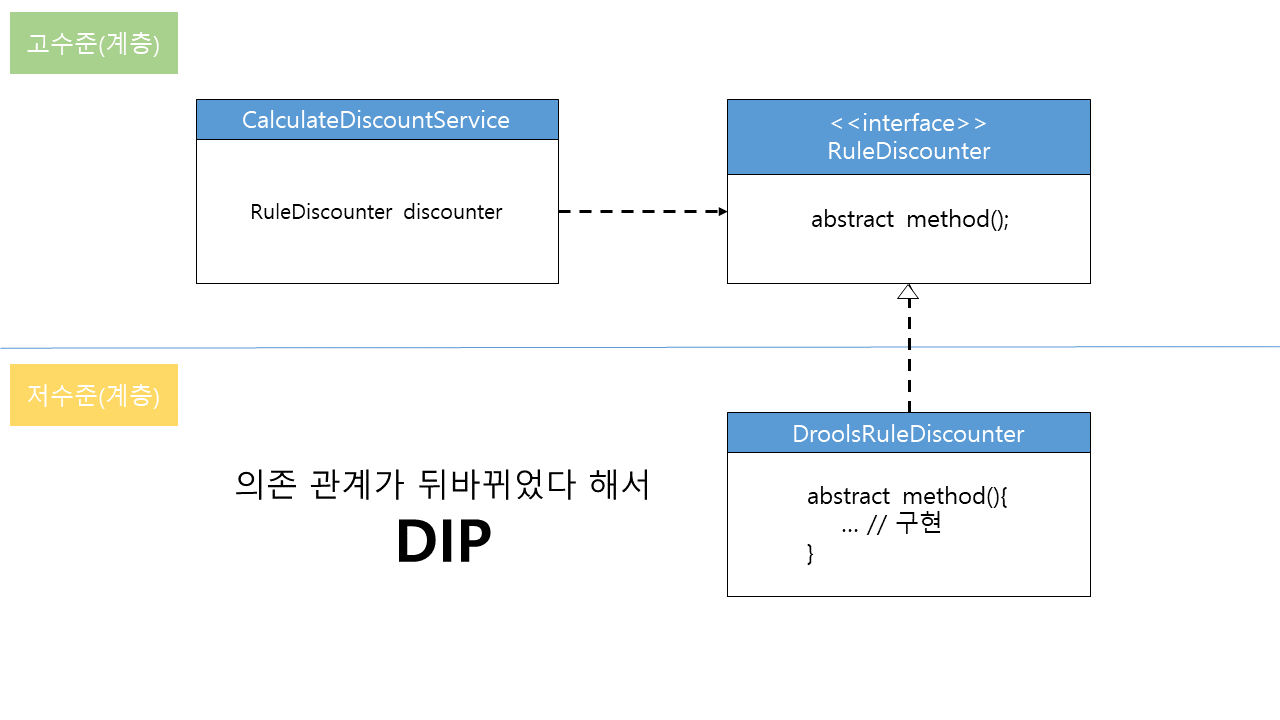 고수준(계층)
CalculateDiscountService
RuleDiscounter discounter
<<interface>>
RuleDiscounter
abstract method();
저수준(계층)
의존 관계가 뒤바뀌었다 해서
DIP
DroolsRuleDiscounter
abstract method(){
... // 구현
}